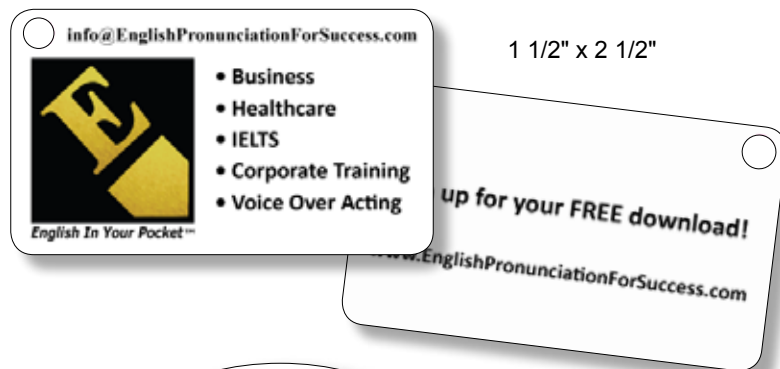 info@EnglishPronunciationForSuccess.com
1 1/2" x 2 1/2"
E
• Business
• Healthcare
• IELTS
• Corporate Training
• Voice Over Acting
English In Your Pocket™
up for your FREE download!
www.EnglishPronunciationForSuccess.com